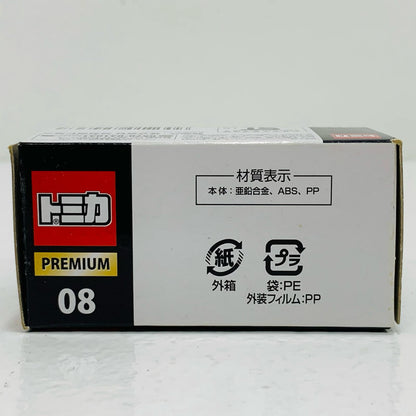 材質表示
本体：亜鉛合金、ABS、PP
トミカ
PREMIUM
08
紙
外箱
プラ
袋:PE
外装フィルム:PP